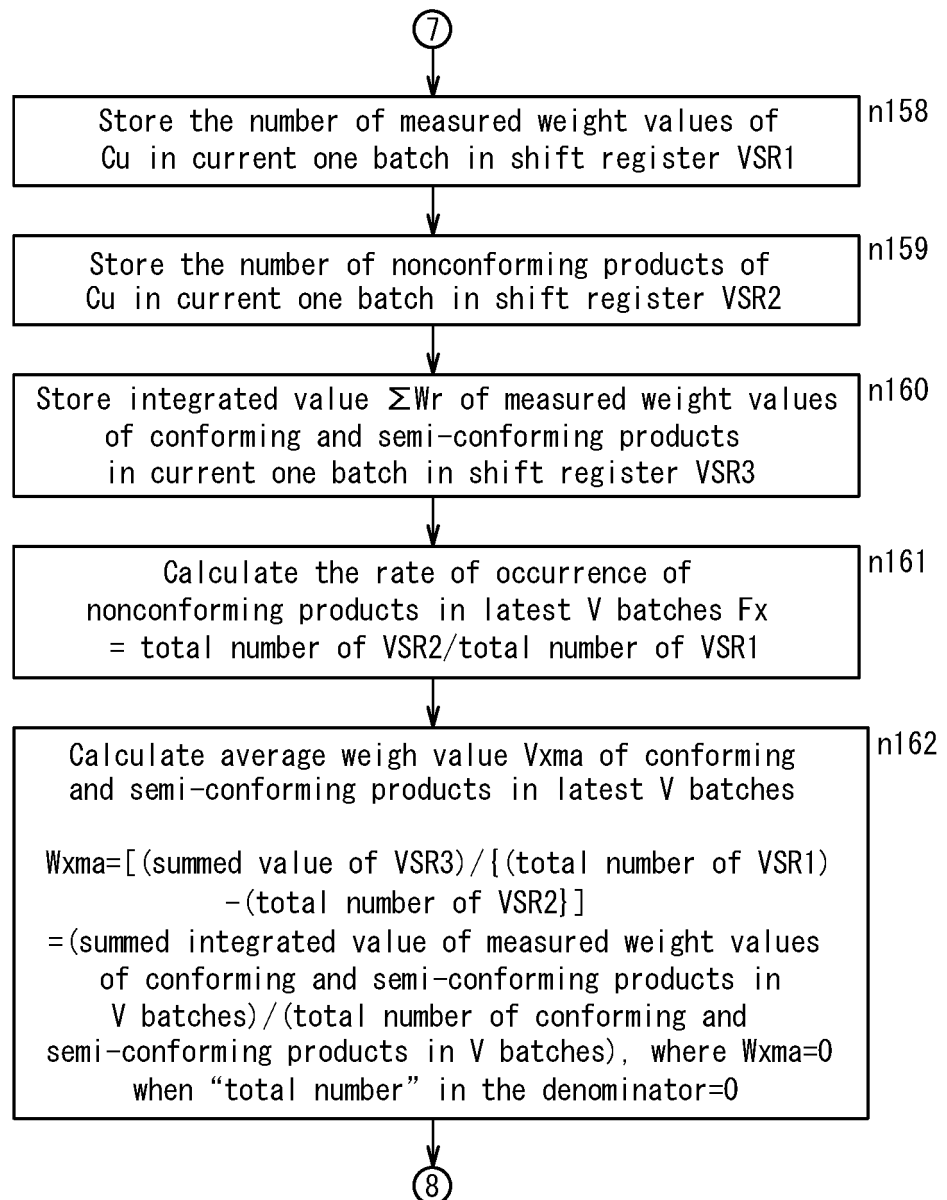 7
Store the number of measured weight values of
Cu in current one batch in shift register VSR1
n158
Store the number of nonconforming products of
Cu in current one batch in shift register VSR2
n159
Store integrated value ΣWr of measured weight values
of conforming and semi-conforming products
in current one batch in shift register VSR3
n160
Calculate the rate of occurrence of
nonconforming products in latest V batches Fx
= total number of VSR2/total number of VSR1
n161
Calculate average weigh value Vxma of conforming
and semi-conforming products in latest V batches
n162
Wxma=[(summed value of VSR3)/{(total number of VSR1)
-(total number of VSR2}]
=(summed integrated value of measured weight values
of conforming and semi-conforming products in
V batches)/(total number of conforming and
semi-conforming products in V batches), where Wxma=0
when “total number” in the denominator=0
8